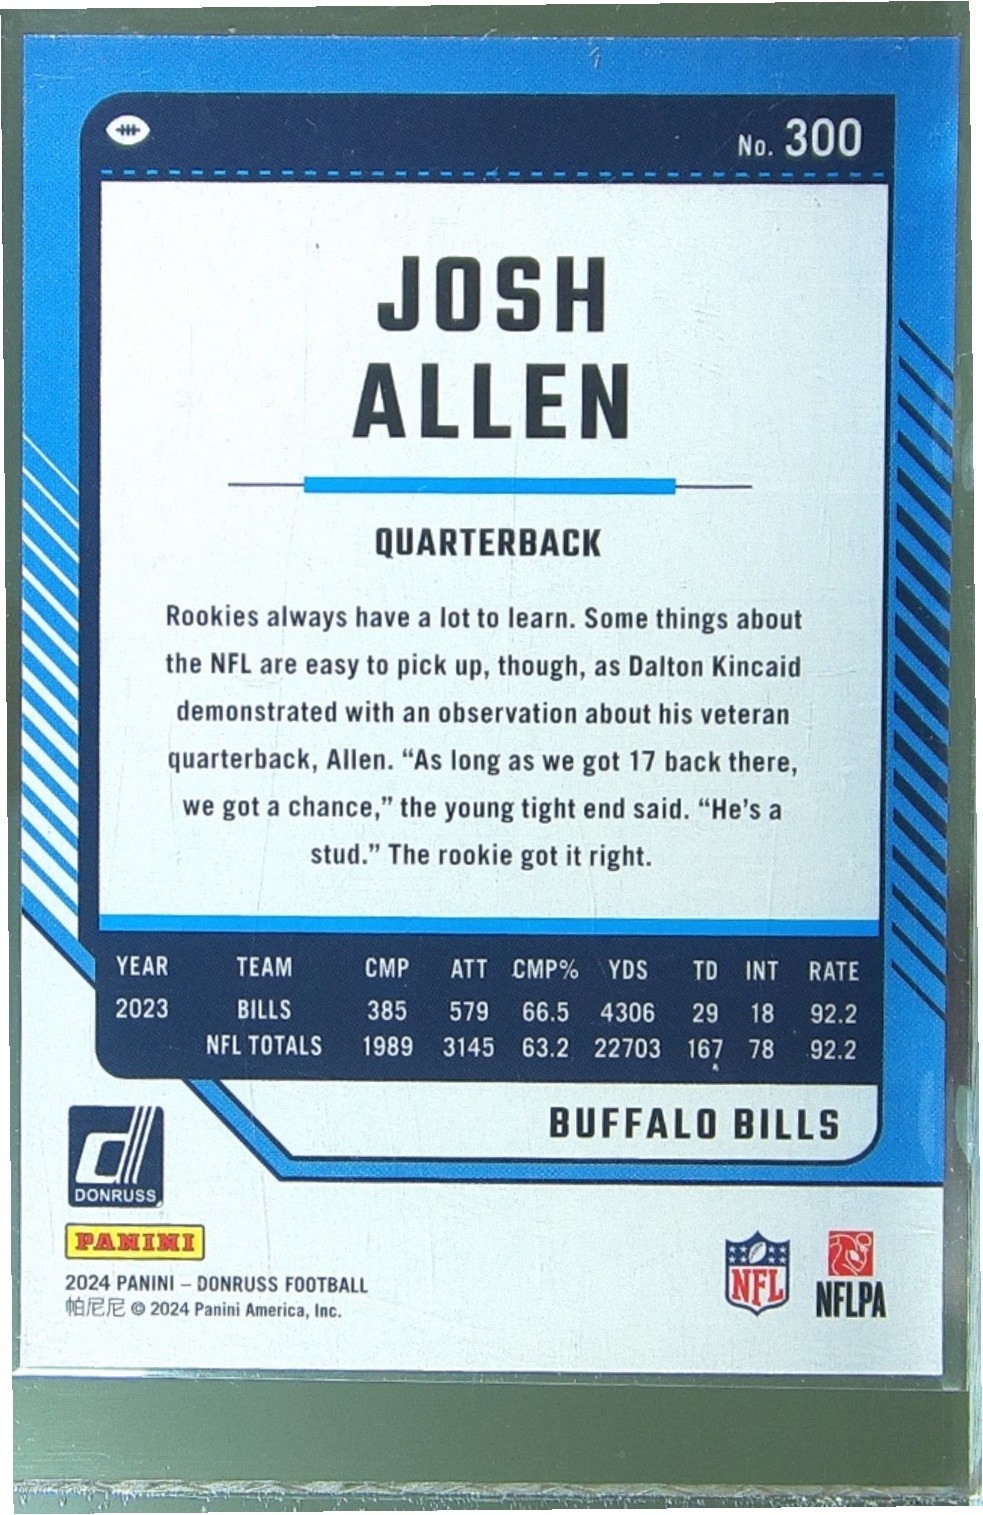 No. 300
JOSH
ALLEN
QUARTERBACK
Rookies always have a lot to learn. Some things about
the NFL are easy to pick up, though, as Dalton Kincaid
demonstrated with an observation about his veteran
quarterback, Allen. “As long as we got 17 back there,
we got a chance,” the young tight end said. “He’s a
stud.” The rookie got it right.
YEAR TEAM CMP ATT CMP% YDS TD INT RATE
2023 BILLS 385 579 66.5 4306 29 18 92.2
NFL TOTALS 1989 3145 63.2 22703 167 78 92.2
BUFFALO BILLS
d
DONRUSS
PANINI
2024 PANINI – DONRUSS FOOTBALL
帕尼尼 © 2024 Panini America, Inc.
NFL
NFLPA